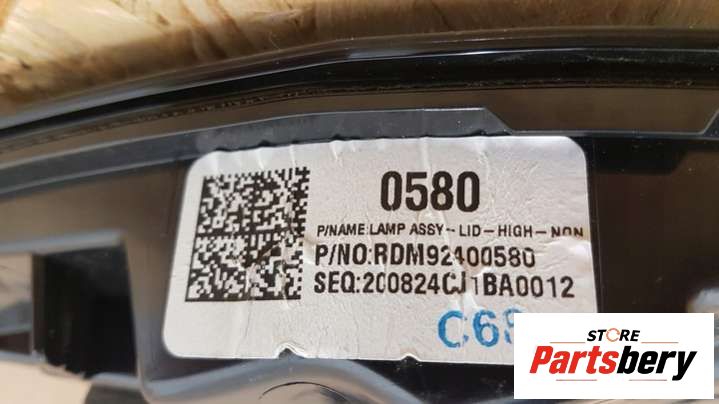 0580
P/NAME:LAMP ASSY-LID-HIGH-NON
P/NO:RDM92400580
SEQ:200824CJ1BA0012
STORE
Partsbery